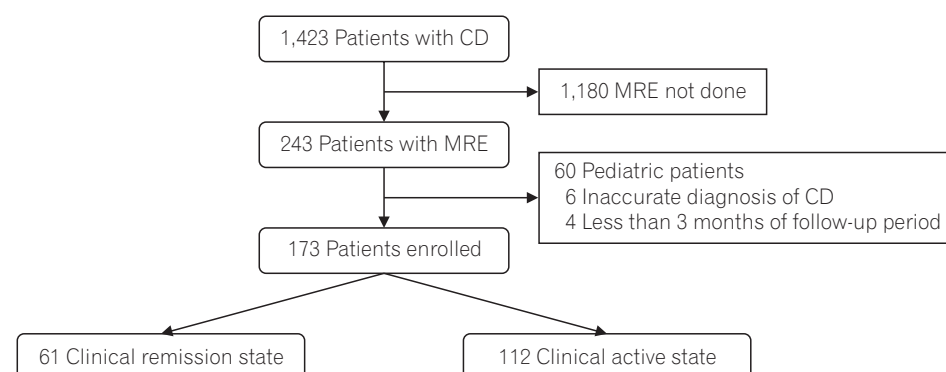 1,423 Patients with CD
1,180 MRE not done
243 Patients with MRE
60 Pediatric patients
6 Inaccurate diagnosis of CD
4 Less than 3 months of follow-up period
173 Patients enrolled
61 Clinical remission state
112 Clinical active state